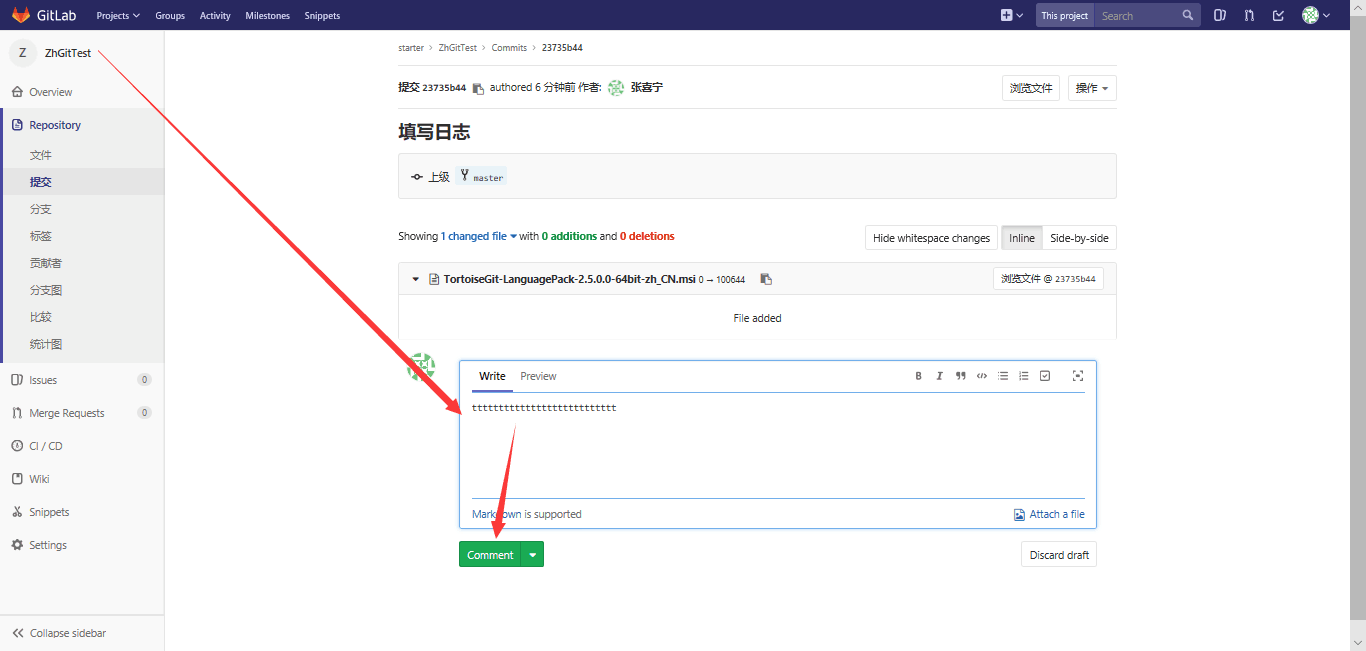 GitLab Projects Groups Activity Milestones Snippets This project Search
Z ZhGitTest
Overview
Repository
文件
提交
分支
标签
贡献者
分支图
比较
统计图
Issues 0
Merge Requests 0
CI / CD
Wiki
Snippets
Settings
Collapse sidebar
starter > ZhGitTest > Commits > 23735b44
提交 23735b44 authored 6 分钟前 作者: 张喜宁 浏览文件 操作
填写日志
上级 master
Showing 1 changed file with 0 additions and 0 deletions Hide whitespace changes Inline Side-by-side
TortoiseGit-LanguagePack-2.5.0.0-64bit-zh_CN.msi 0 → 100644 浏览文件 @ 23735b44
File added
Write Preview
ttttttttttttttttttttttttttt
Markdown is supported Attach a file
Comment Discard draft